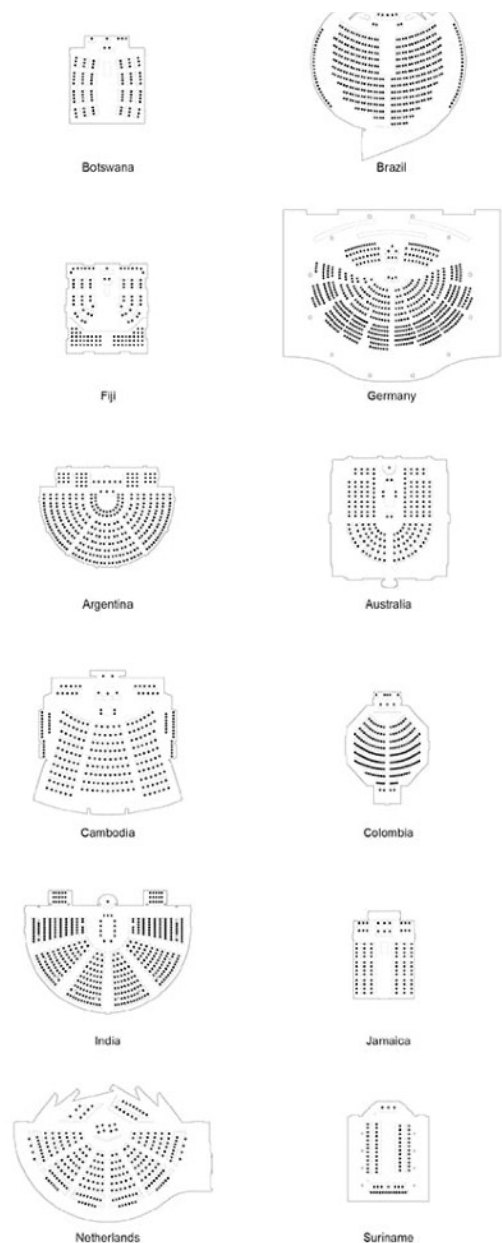 Botswana
Brazil
Fiji
Germany
Argentina
Australia
Cambodia
Colombia
India
Jamaica
Netherlands
Suriname